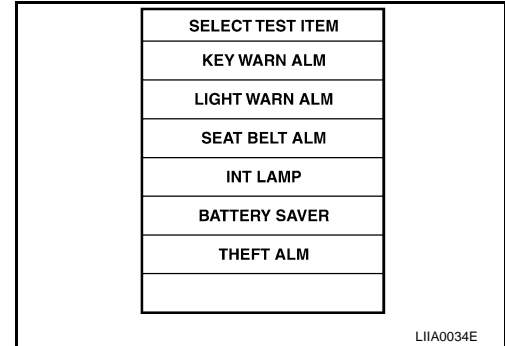 SELECT TEST ITEM
KEY WARN ALM
LIGHT WARN ALM
SEAT BELT ALM
INT LAMP
BATTERY SAVER
THEFT ALM
LIIA0034E